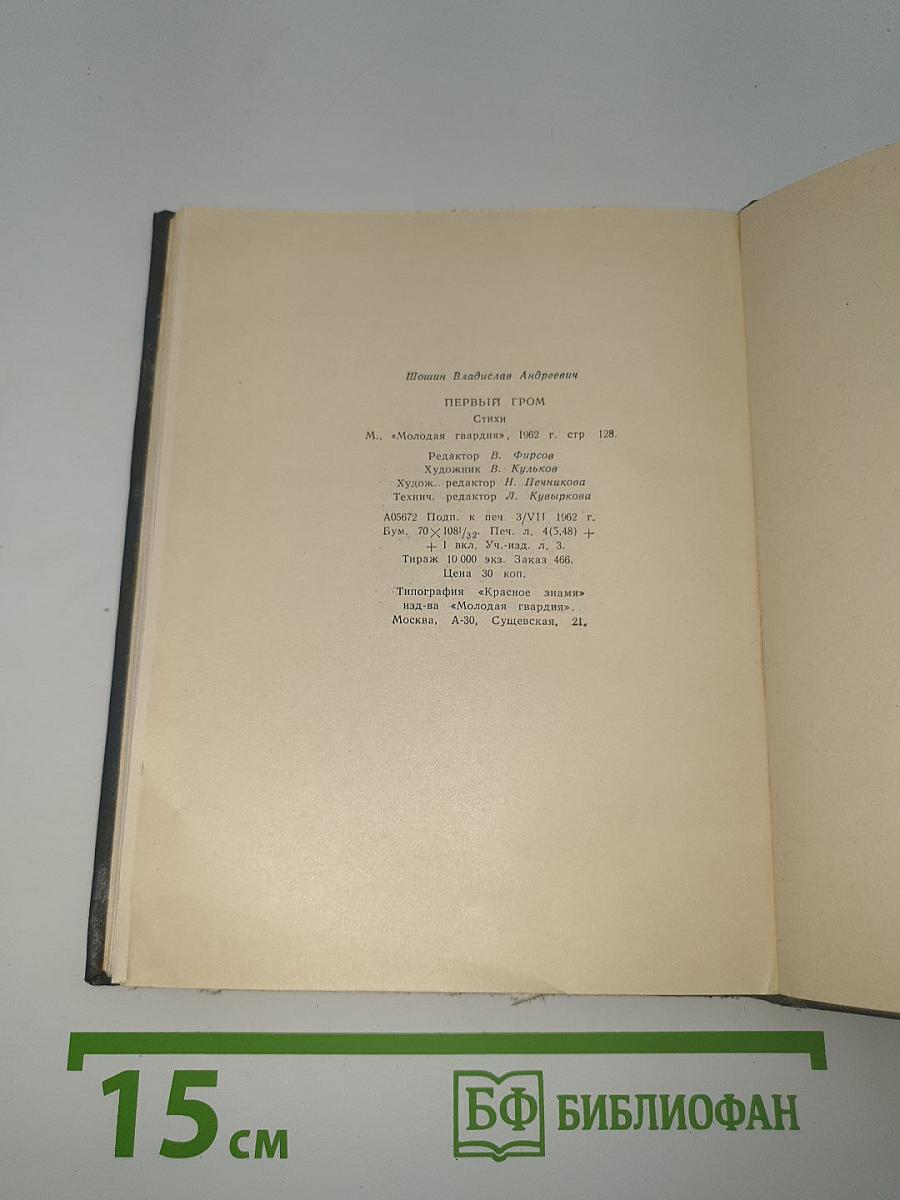 Шошин Владислав Андреевич
ПЕРВЫЙ ГРОМ
Стихи
М., «Молодая гвардия», 1962 г. стр 128.
Редактор В. Фирсов
Художник В. Кульков
Худож. редактор Н. Печникова
Технич. редактор Л. Кувыркова
А05672 Подп. к печ. 3/VII 1962 г.
Бум. 70×108¹/₃₂. Печ. л. 4(5,48) +
+ 1 вкл. Уч.-изд. л. 3.
Тираж 10 000 экз. Заказ 466.
Цена 30 коп.
Типография «Красное знамя»
изд-ва «Молодая гвардия».
Москва, А-30, Сущевская, 21.
15 см
БФ БИБЛИОФАН